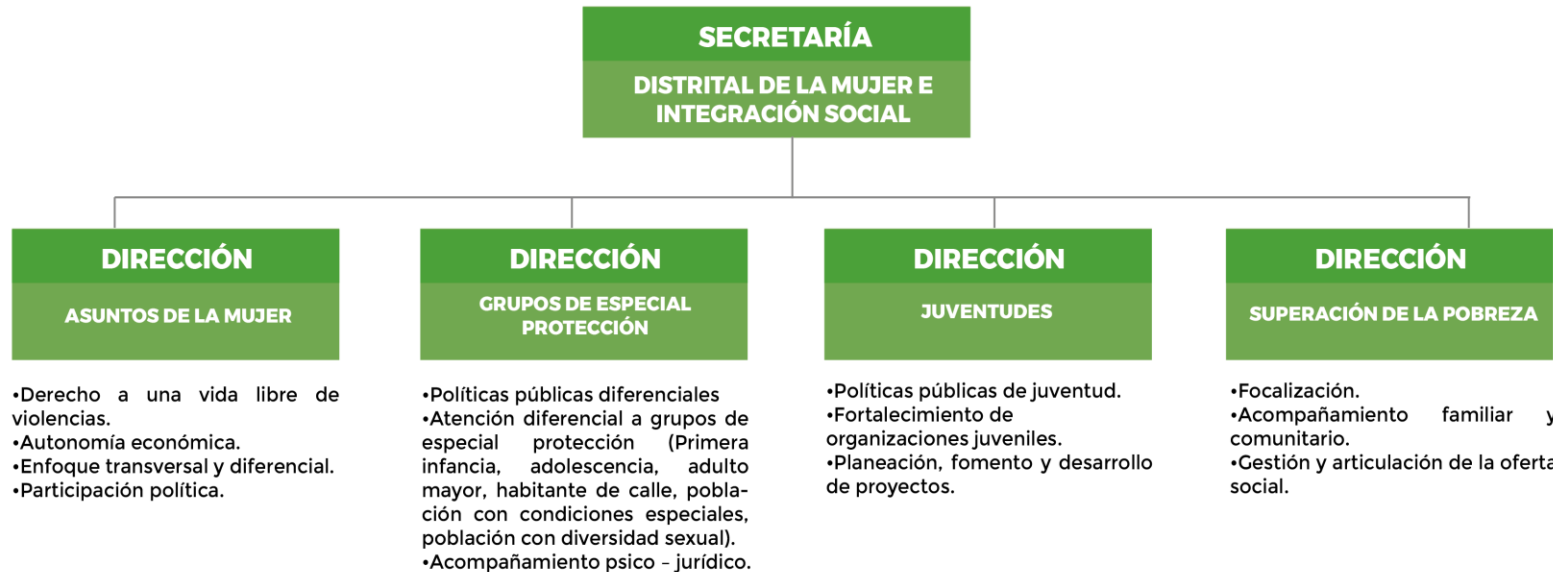 SECRETARÍA
DISTRITAL DE LA MUJER E
INTEGRACIÓN SOCIAL
DIRECCIÓN
ASUNTOS DE LA MUJER
•Derecho a una vida libre de
violencias.
•Autonomía económica.
•Enfoque transversal y diferencial.
•Participación política.
DIRECCIÓN
GRUPOS DE ESPECIAL
PROTECCIÓN
•Políticas públicas diferenciales
•Atención diferencial a grupos de
especial protección (Primera
infancia, adolescencia, adulto
mayor, habitante de calle, pobla-
ción con condiciones especiales,
población con diversidad sexual).
•Acompañamiento psico – jurídico.
DIRECCIÓN
JUVENTUDES
•Políticas públicas de juventud.
•Fortalecimiento de
organizaciones juveniles.
•Planeación, fomento y desarrollo
de proyectos.
DIRECCIÓN
SUPERACIÓN DE LA POBREZA
•Focalización.
•Acompañamiento familiar y
comunitario.
•Gestión y articulación de la oferta
social.